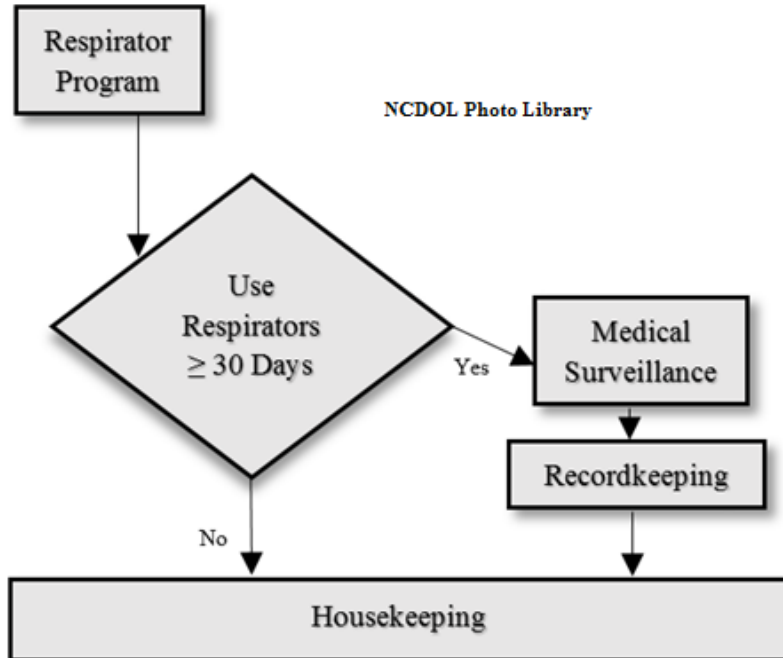 Respirator
Program
NCDOL Photo Library
Use
Respirators
≥ 30 Days
Yes
Medical
Surveillance
Recordkeeping
No
Housekeeping